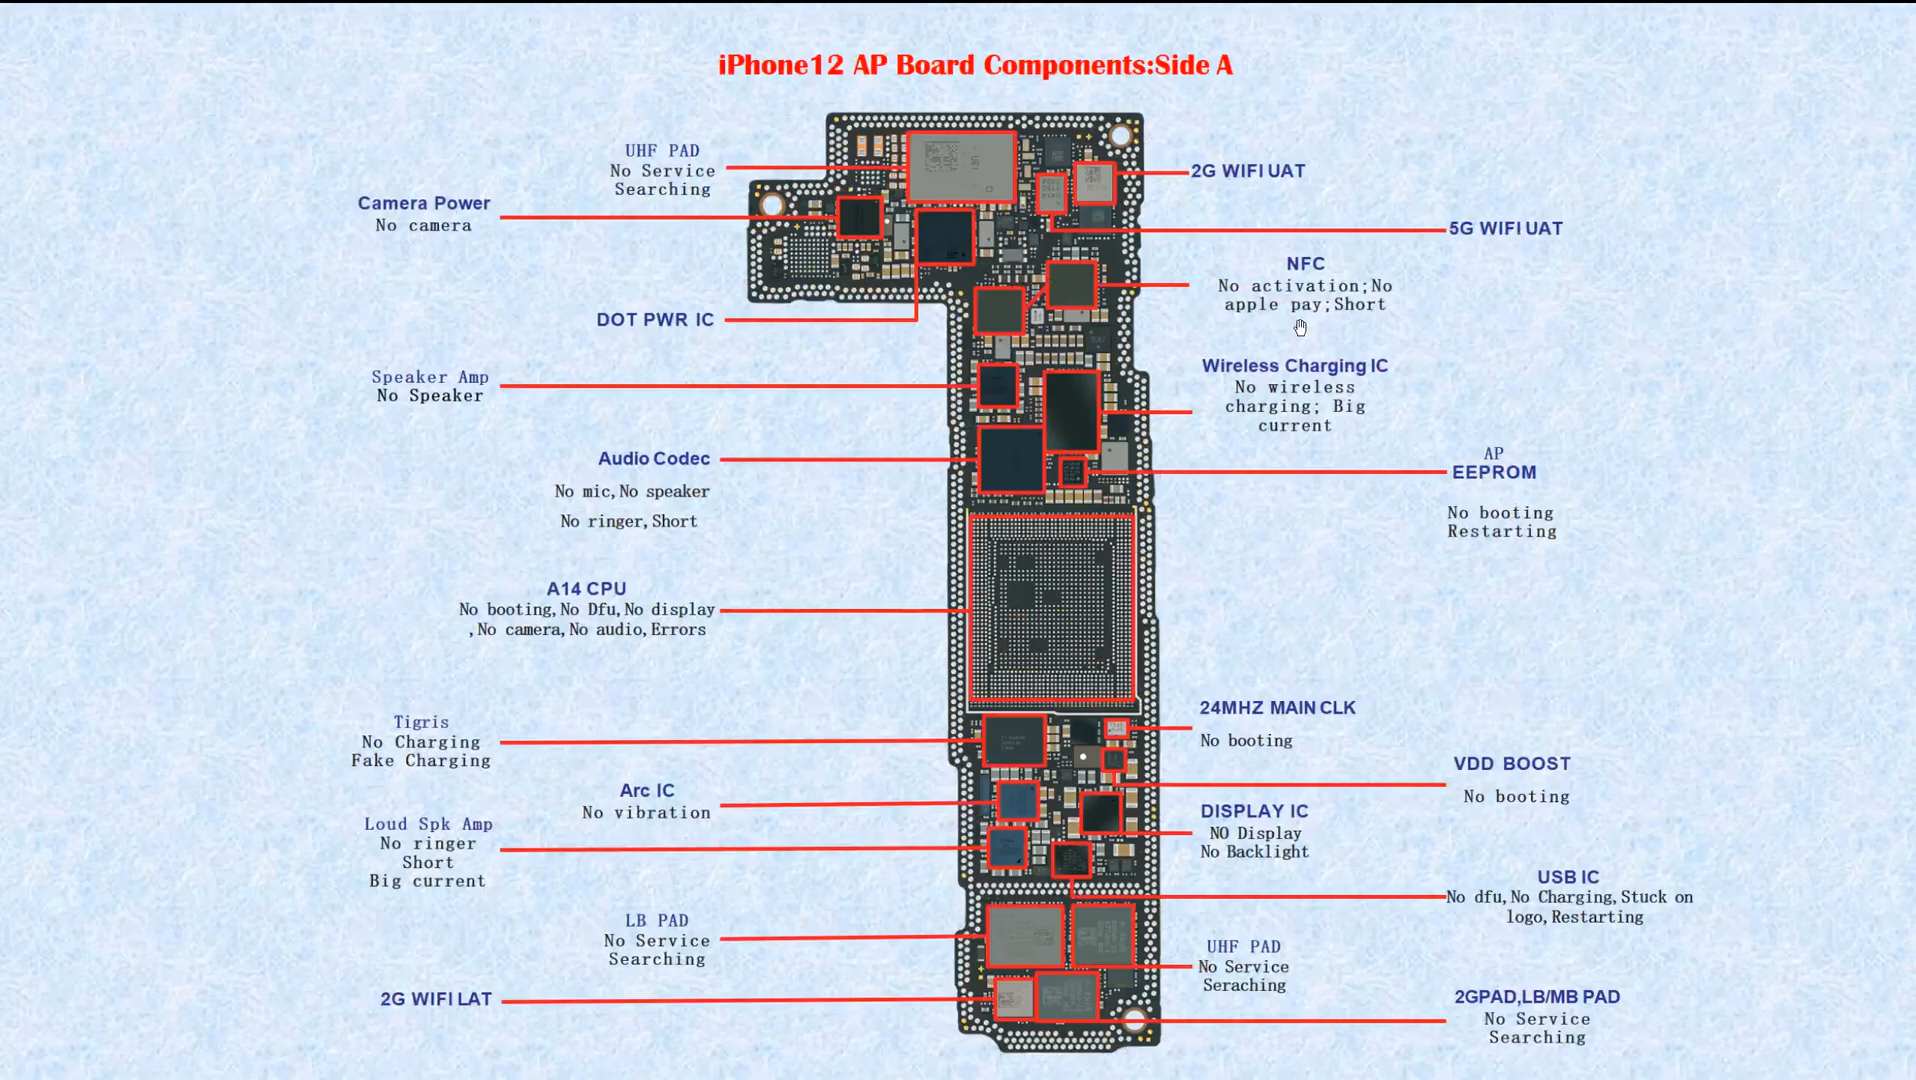 iPhone12 AP Board Components:Side A
UHF PAD
No Service
Searching
Camera Power
No camera
DOT PWR IC
Speaker Amp
No Speaker
Audio Codec
No mic,No speaker
No ringer,Short
A14 CPU
No booting,No Dfu,No display
,No camera,No audio,Errors
Tigris
No Charging
Fake Charging
Arc IC
No vibration
Loud Spk Amp
No ringer
Short
Big current
LB PAD
No Service
Searching
2G WIFI LAT
2G WIFI UAT
5G WIFI UAT
NFC
No activation;No
apple pay;Short
Wireless Charging IC
No wireless
charging; Big
current
AP
EEPROM
No booting
Restarting
24MHZ MAIN CLK
No booting
VDD BOOST
No booting
DISPLAY IC
NO Display
No Backlight
USB IC
No dfu,No Charging,Stuck on
logo,Restarting
UHF PAD
No Service
Seraching
2GPAD,LB/MB PAD
No Service
Searching